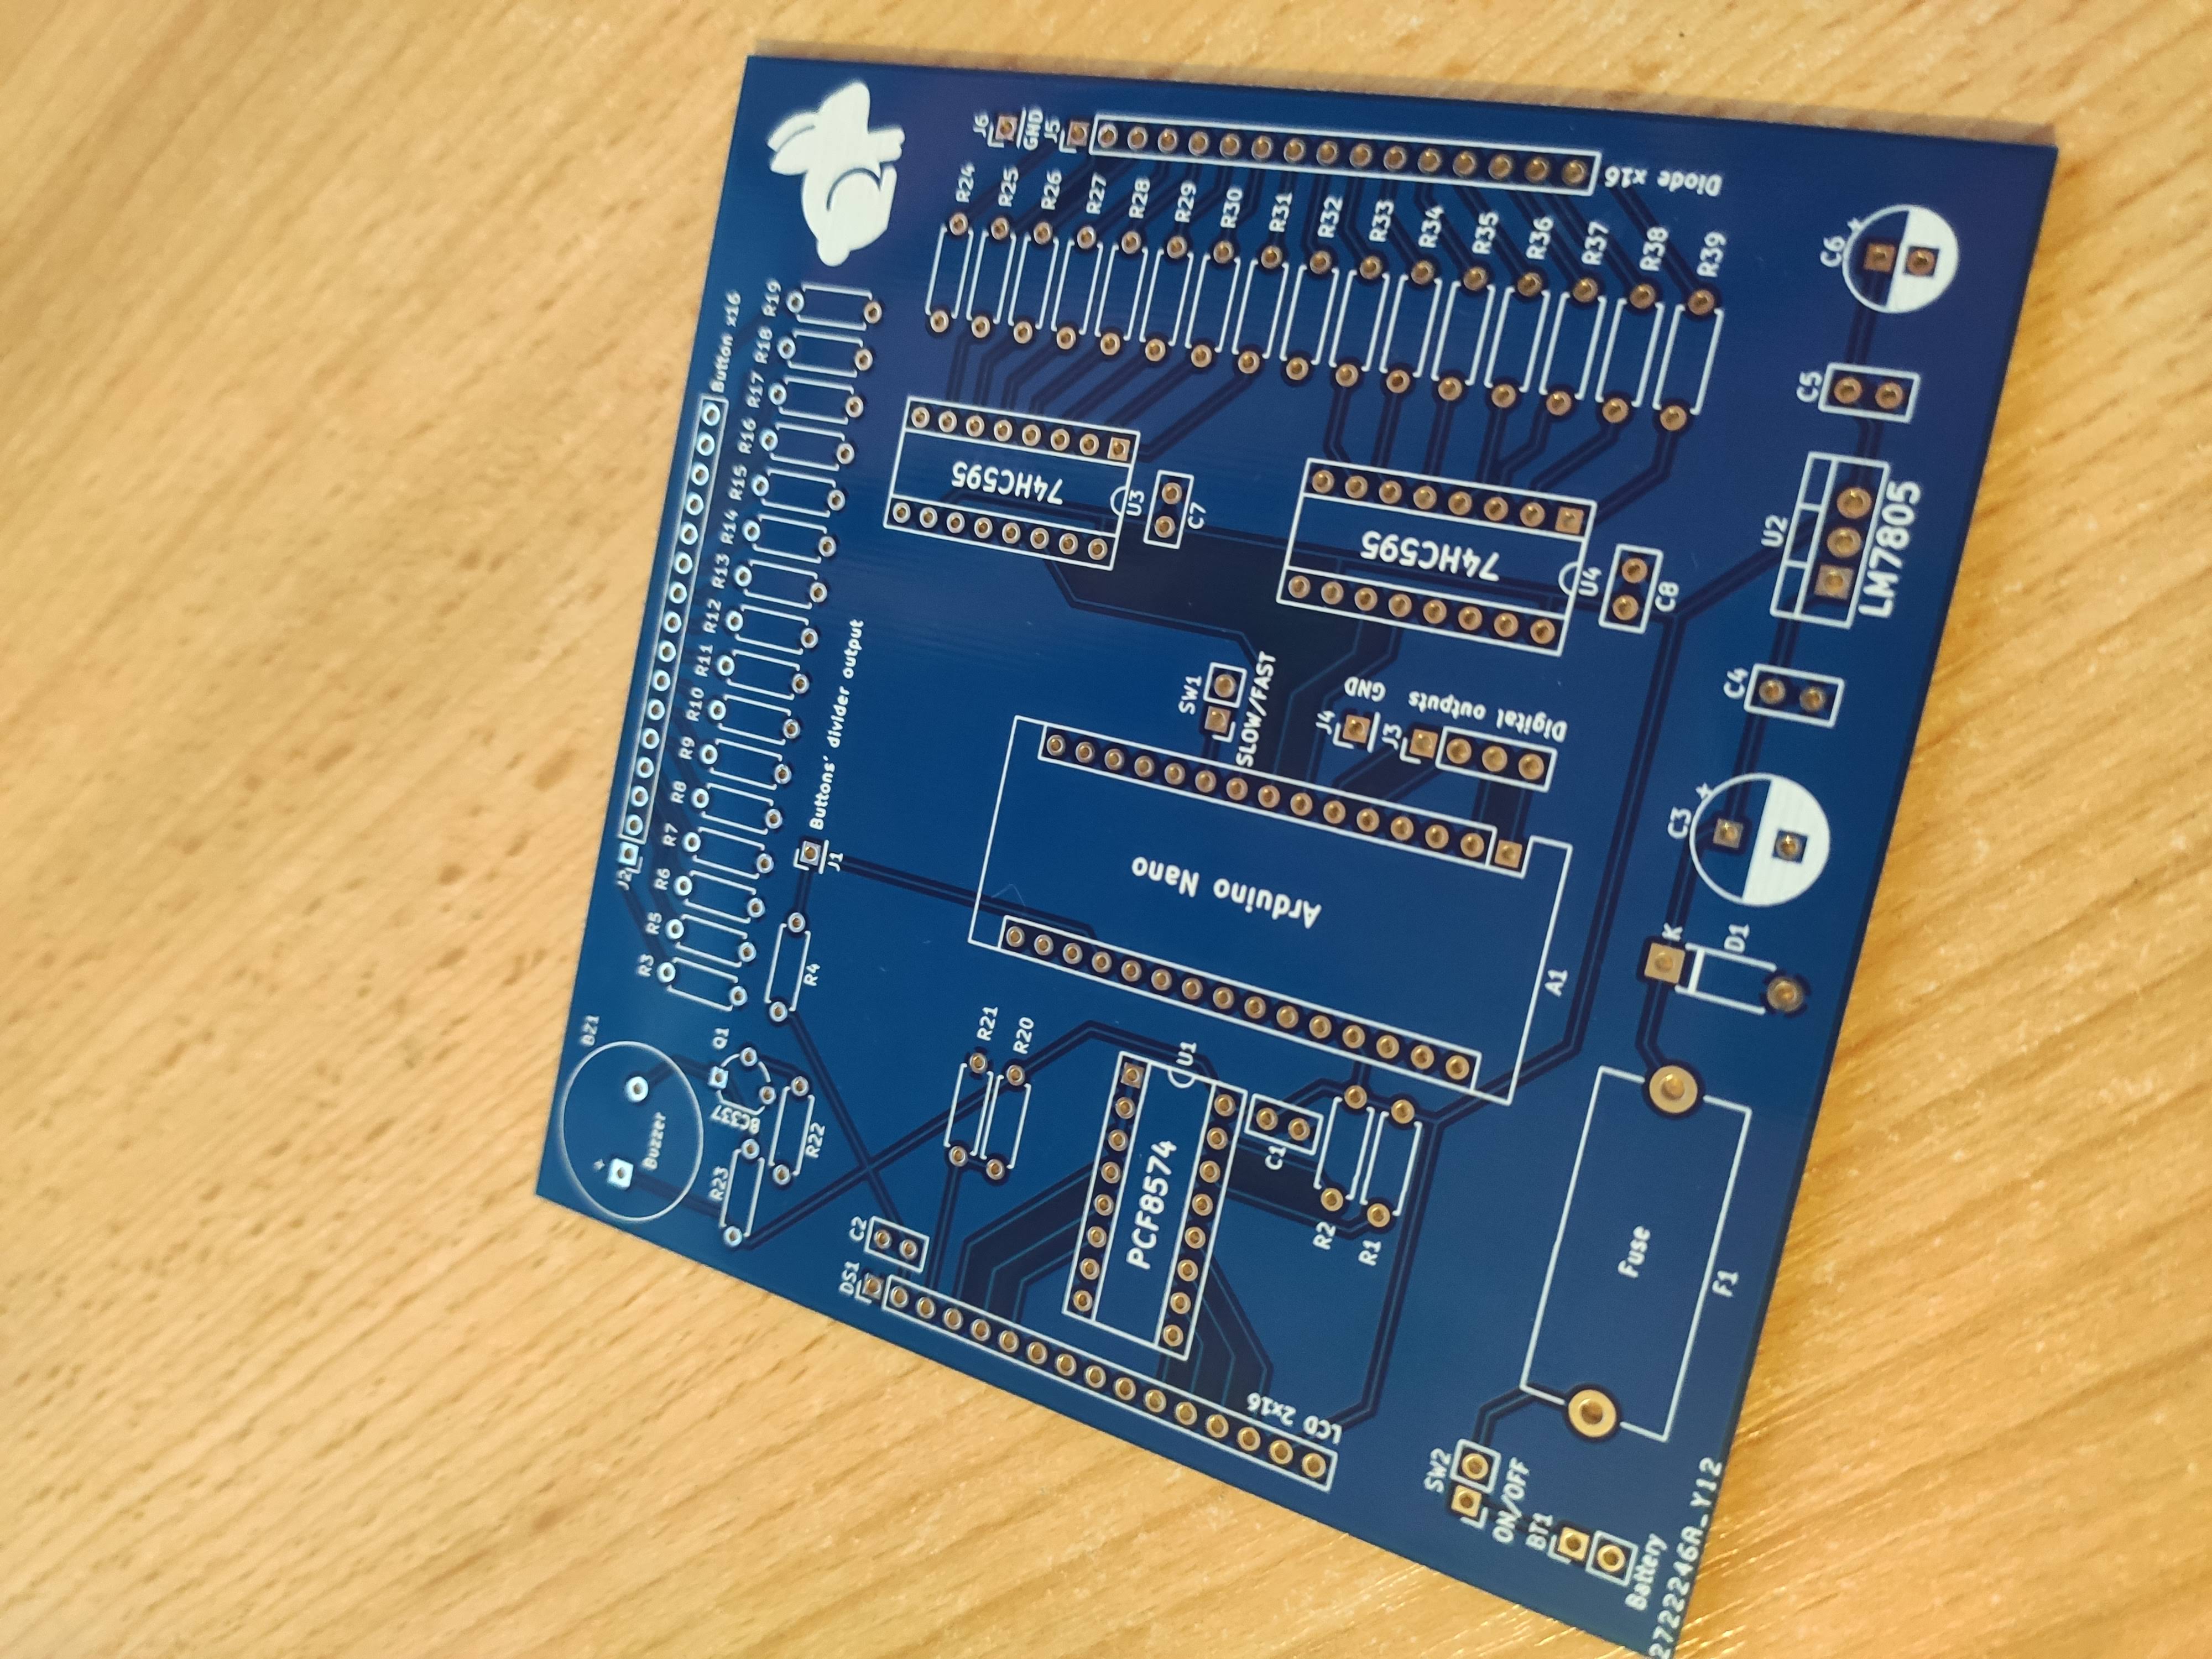 BZ1
+
Buzzer
J2
Button x16
R3
R5
R6
R7
R8
R9
R10
R11
R12
R13
R14
R15
R16
R17
R18
R19
R23
BC337
Q1
R22
R4
J1
Buttons' divider output
DS1
C2
R21
R20
74HC595
U3
C7
R24
R25
R26
R27
R28
R29
R30
R31
R32
R33
R34
R35
R36
R37
R38
R39
J6
GND
J5
Diode x16
PCF8574
U1
LCD 2x16
C1
R2
R1
Arduino Nano
A1
SW1
SLOW/FAST
J4
GND
J3
Digital outputs
74HC595
U4
C8
SW2
ON/OFF
BT1
Battery
2722246A_Y12
Fuse
F1
K
D1
C3
+
C4
U2
LM7805
C5
C6
+